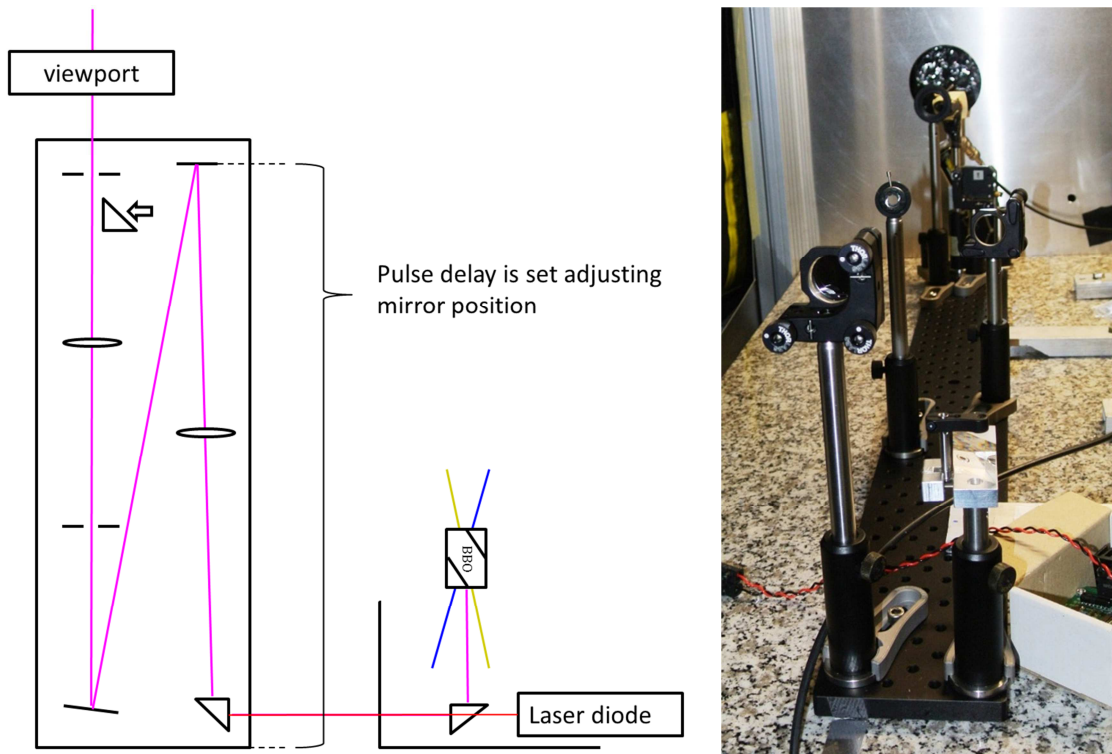 viewport
Pulse delay is set adjusting
mirror position
BBO
Laser diode